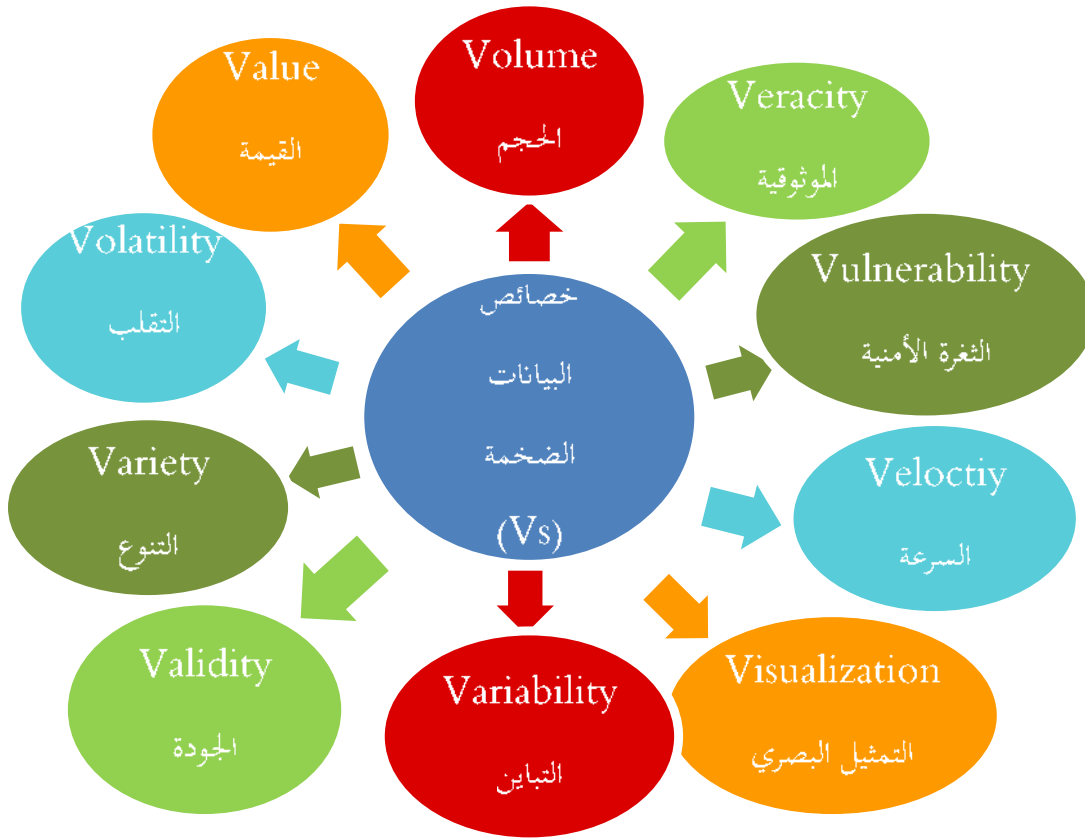 Volume
الحجم
Veracity
الموثوقية
Vulnerability
الثغرة الأمنية
Veloctiy
السرعة
Visualization
التمثيل البصري
Variability
التباين
Validity
الجودة
Variety
التنوع
Volatility
التقلب
Value
القيمة
خصائص
البيانات
الضخمة
(Vs)